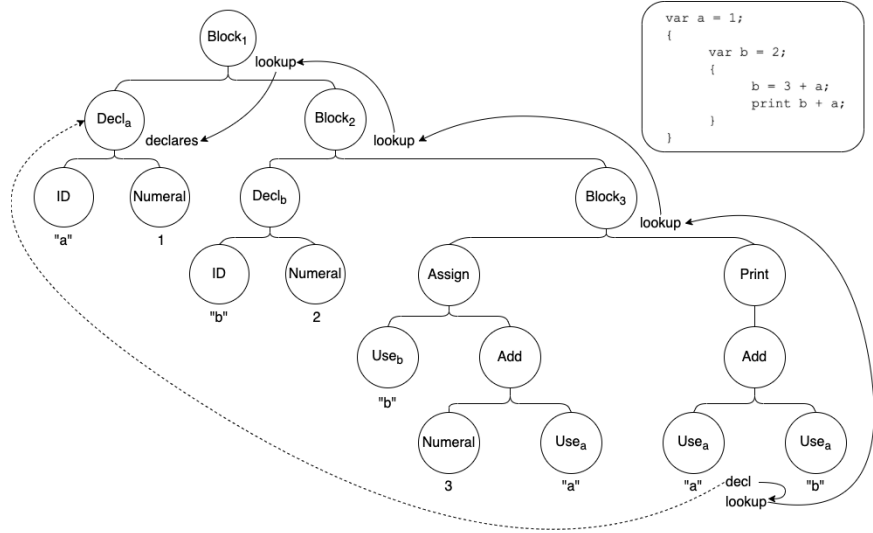 var a = 1;
{
var b = 2;
{
b = 3 + a;
print b + a;
}
}
Block1
lookup
Decla
declares
Block2
lookup
ID
Numeral
"a"
1
Declb
Block3
lookup
ID
Numeral
"b"
2
Assign
Print
Useb
Add
"b"
Add
Numeral
Usea
3
"a"
Usea
Usea
"a"
decl
"b"
lookup